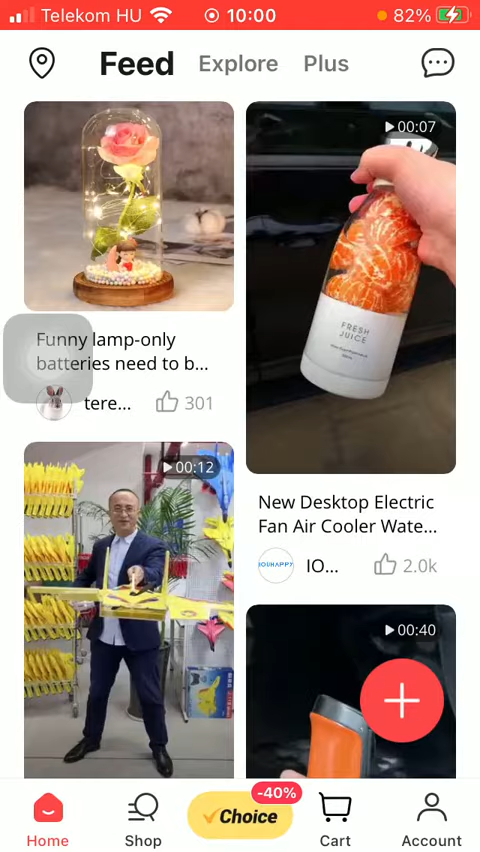 Telekom HU
10:00
82%
Feed
Explore
Plus
00:07
FRESH
JUICE
Funny lamp-only
batteries need to b...
tere...
301
00:12
New Desktop Electric
Fan Air Cooler Wate...
IOUHAPPY
IO...
2.0k
00:40
-40%
Choice
Home
Shop
Cart
Account